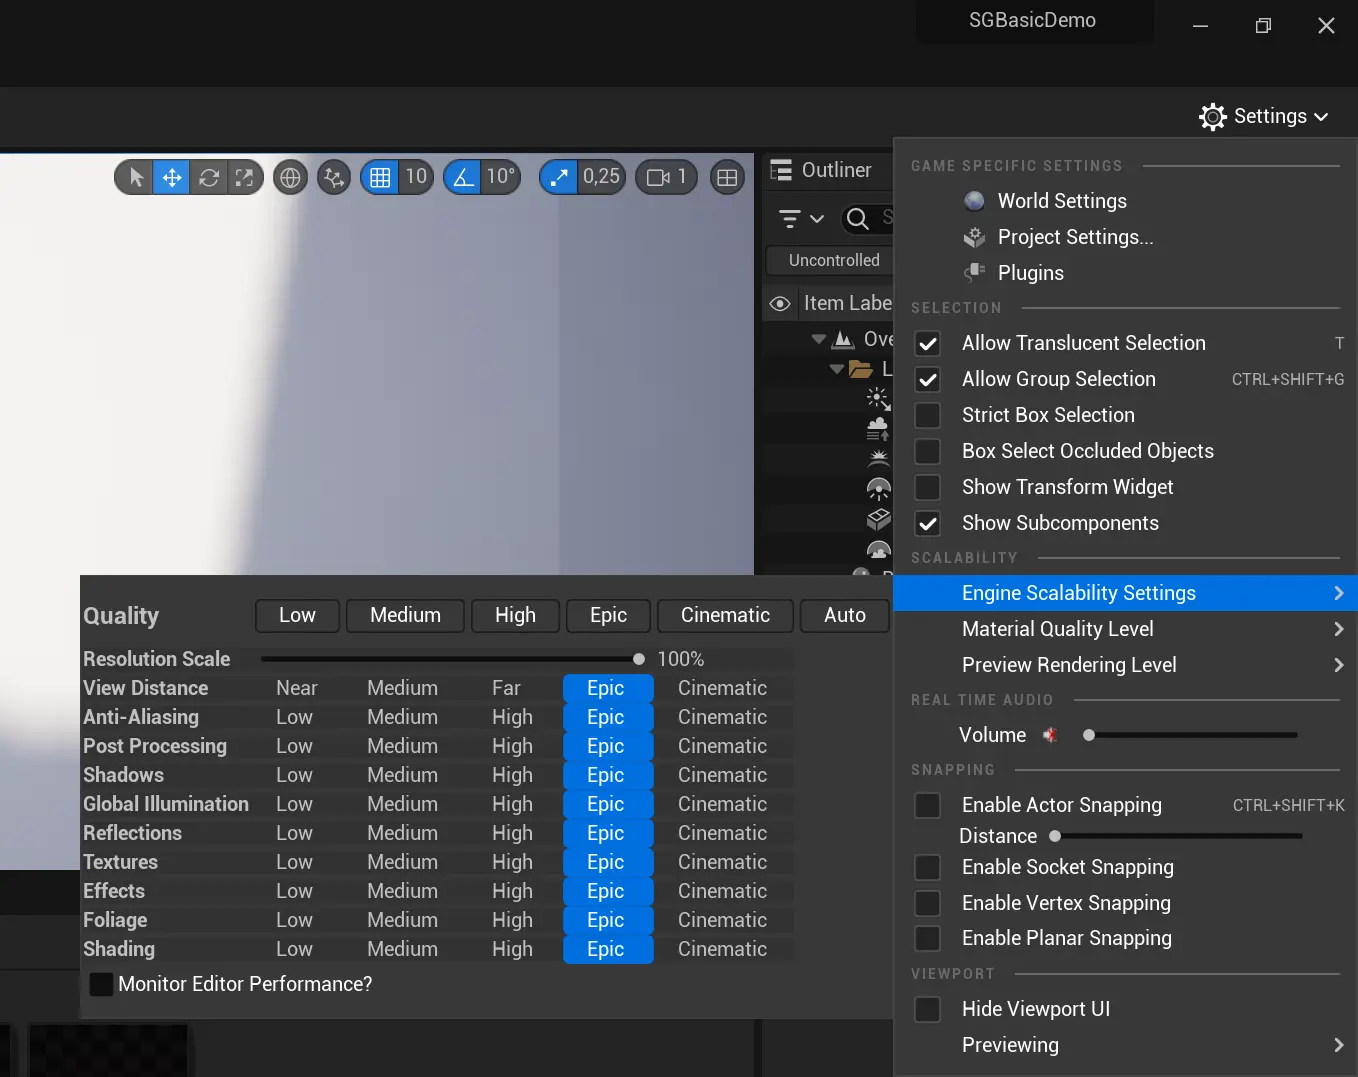 SGBasicDemo
Settings
10
10°
0,25
1
Outliner
S
Uncontrolled
Item Labe
Ove
L
GAME SPECIFIC SETTINGS
World Settings
Project Settings...
Plugins
SELECTION
Allow Translucent Selection T
Allow Group Selection CTRL+SHIFT+G
Strict Box Selection
Box Select Occluded Objects
Show Transform Widget
Show Subcomponents
SCALABILITY
Engine Scalability Settings
Material Quality Level
Preview Rendering Level
REAL TIME AUDIO
Volume
SNAPPING
Enable Actor Snapping CTRL+SHIFT+K
Distance
Enable Socket Snapping
Enable Vertex Snapping
Enable Planar Snapping
VIEWPORT
Hide Viewport UI
Previewing
Quality Low Medium High Epic Cinematic Auto
Resolution Scale 100%
View Distance Near Medium Far Epic Cinematic
Anti-Aliasing Low Medium High Epic Cinematic
Post Processing Low Medium High Epic Cinematic
Shadows Low Medium High Epic Cinematic
Global Illumination Low Medium High Epic Cinematic
Reflections Low Medium High Epic Cinematic
Textures Low Medium High Epic Cinematic
Effects Low Medium High Epic Cinematic
Foliage Low Medium High Epic Cinematic
Shading Low Medium High Epic Cinematic
Monitor Editor Performance?